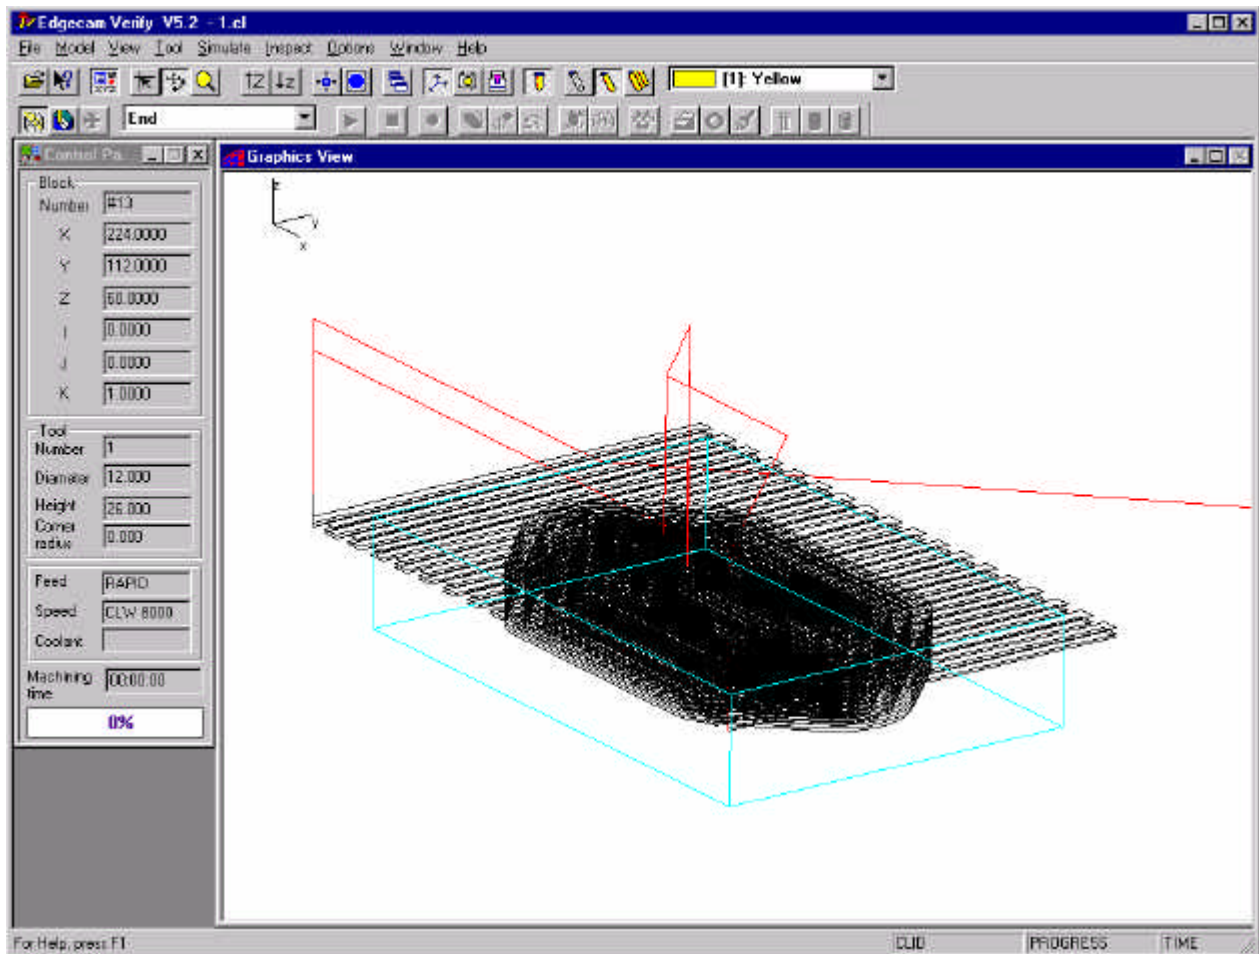 Edgecam Verify V5.2 - 1.cl
File Model View Tool Simulate Inspect Options Window Help
[1]: Yellow
End
Control Pa...
Graphics View
z
y
x
Block
Number #13
X 224.0000
Y 112.0000
Z 60.0000
I 0.0000
J 0.0000
K 1.0000
Tool
Number 1
Diameter 12.000
Height 26.000
Corner
radius 0.000
Feed RAPID
Speed CLW 8000
Coolant
Machining
time 00:00:00
0%
For Help, press F1
CLID PROGRESS TIME